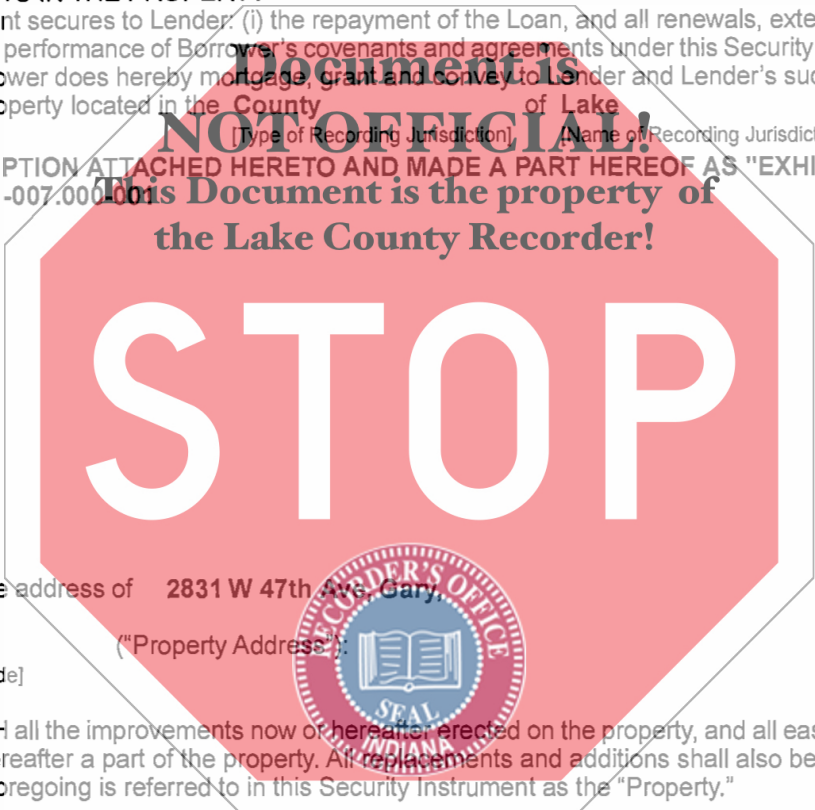 nt secures to Lender: (i) the repayment of the Loan, and all renewals, exte
performance of Borrower's covenants and agreements under this Security
ower does hereby mortgage, grant and convey to Lender and Lender's suc
operty located in the County of Lake
[Type of Recording Jurisdiction] [Name of Recording Jurisdict
PTION ATTACHED HERETO AND MADE A PART HEREOF AS "EXHI
-007.000-001
Document is
NOT OFFICIAL!
This Document is the property of
the Lake County Recorder!
STOP
e address of 2831 W 47th Ave, Gary,
("Property Address"):
de]
RECORDER'S OFFICE
SEAL
INDIANA
d all the improvements now or hereafter erected on the property, and all eas
reafter a part of the property. All replacements and additions shall also be
oregoing is referred to in this Security Instrument as the “Property.”